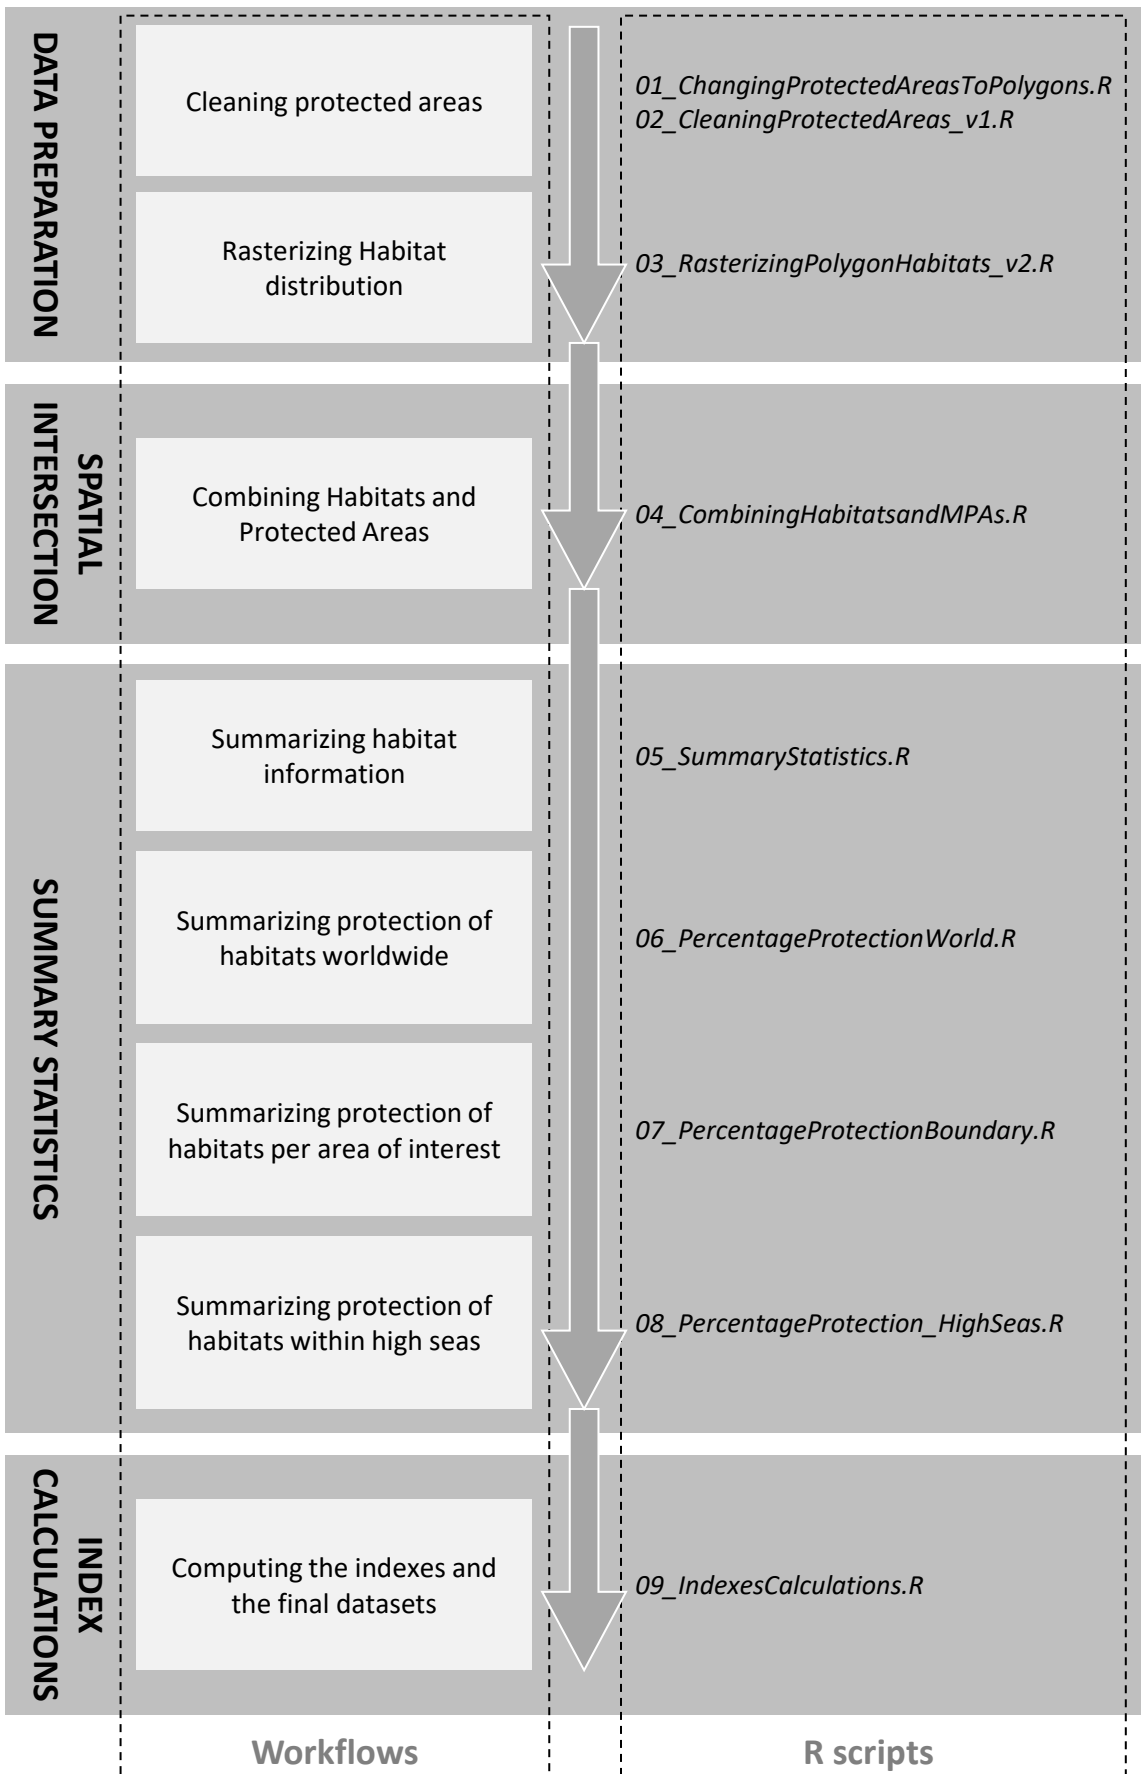 DATA PREPARATION
Cleaning protected areas
01_ChangingProtectedAreasToPolygons.R
02_CleaningProtectedAreas_v1.R
Rasterizing Habitat
distribution
03_RasterizingPolygonHabitats_v2.R
SPATIAL
INTERSECTION
Combining Habitats and
Protected Areas
04_CombiningHabitatsandMPAs.R
SUMMARY STATISTICS
Summarizing habitat
information
05_SummaryStatistics.R
Summarizing protection of
habitats worldwide
06_PercentageProtectionWorld.R
Summarizing protection of
habitats per area of interest
07_PercentageProtectionBoundary.R
Summarizing protection of
habitats within high seas
08_PercentageProtection_HighSeas.R
INDEX
CALCULATIONS
Computing the indexes and
the final datasets
09_IndexesCalculations.R
Workflows
R scripts